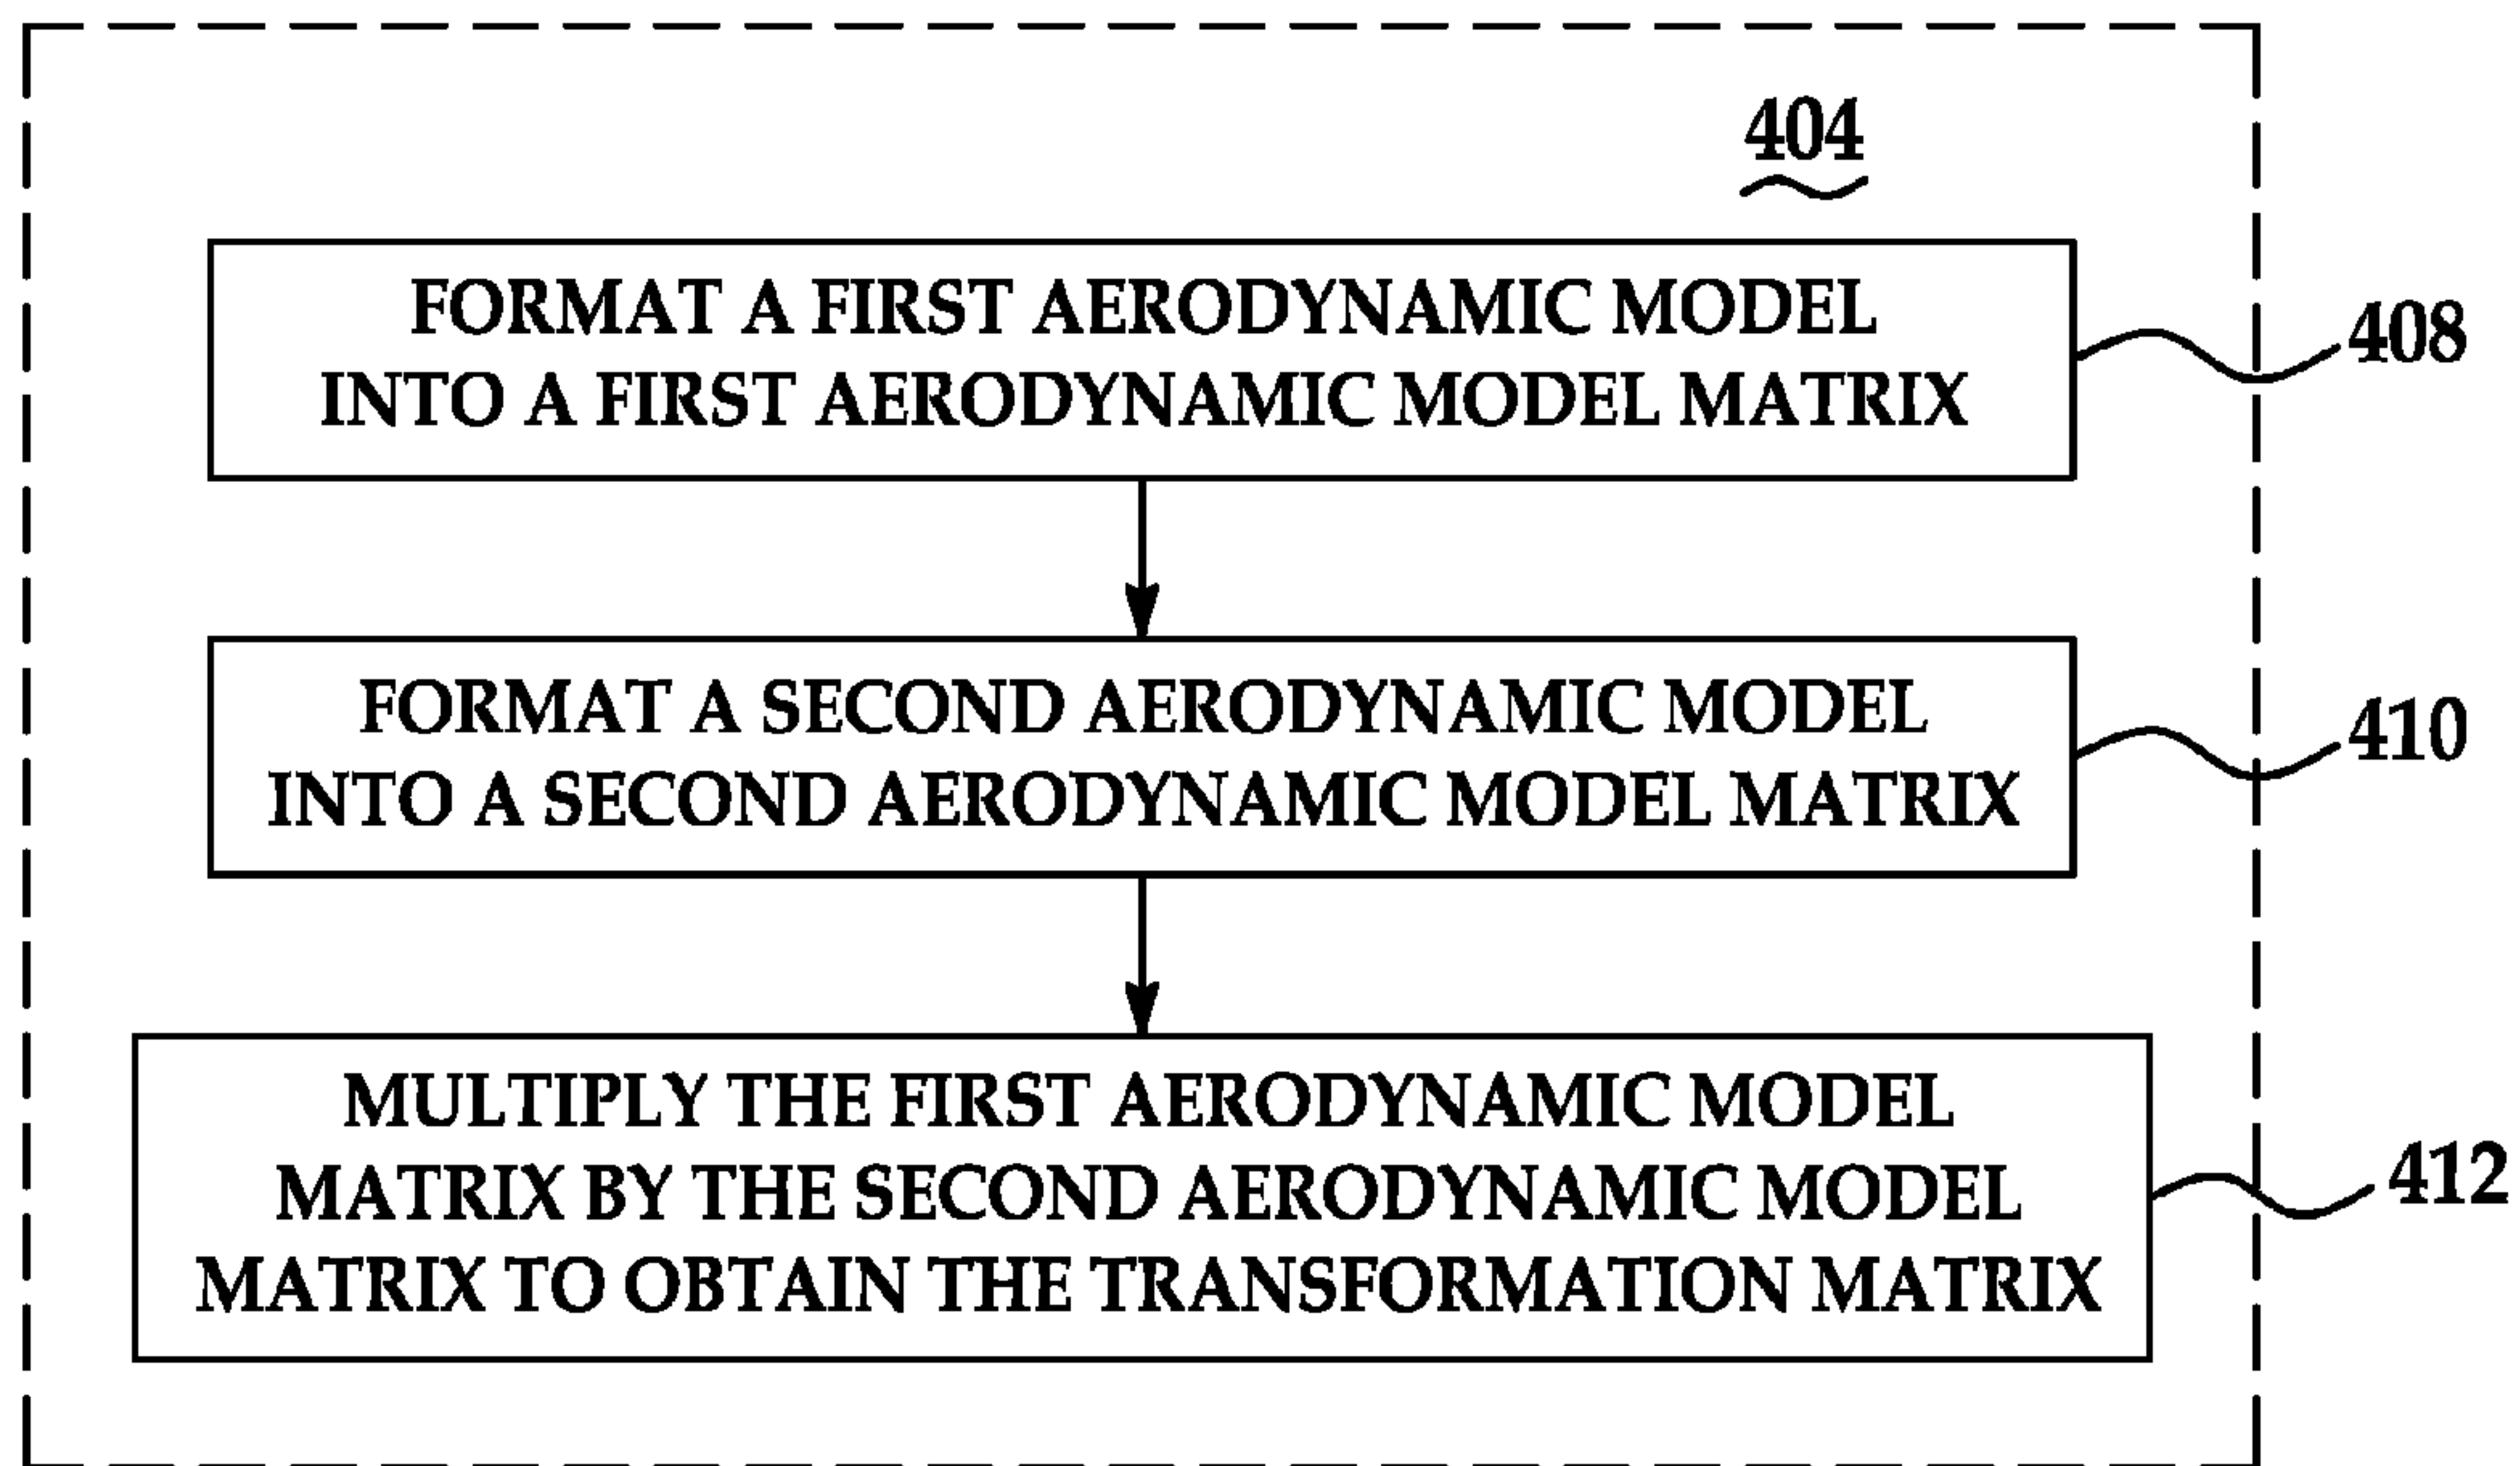 404
FORMAT A FIRST AERODYNAMIC MODEL
INTO A FIRST AERODYNAMIC MODEL MATRIX
408
FORMAT A SECOND AERODYNAMIC MODEL
INTO A SECOND AERODYNAMIC MODEL MATRIX
410
MULTIPLY THE FIRST AERODYNAMIC MODEL
MATRIX BY THE SECOND AERODYNAMIC MODEL
MATRIX TO OBTAIN THE TRANSFORMATION MATRIX
412